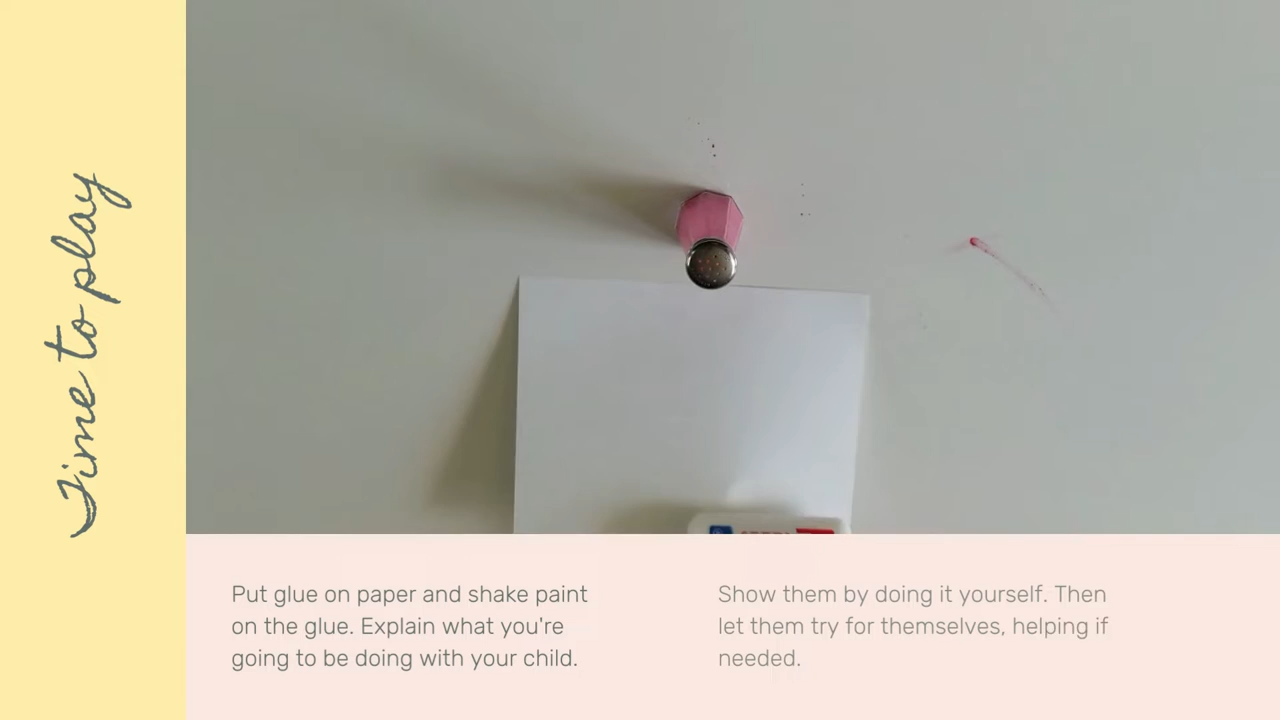 Time to play
Put glue on paper and shake paint
on the glue. Explain what you're
going to be doing with your child.
Show them by doing it yourself. Then
let them try for themselves, helping if
needed.